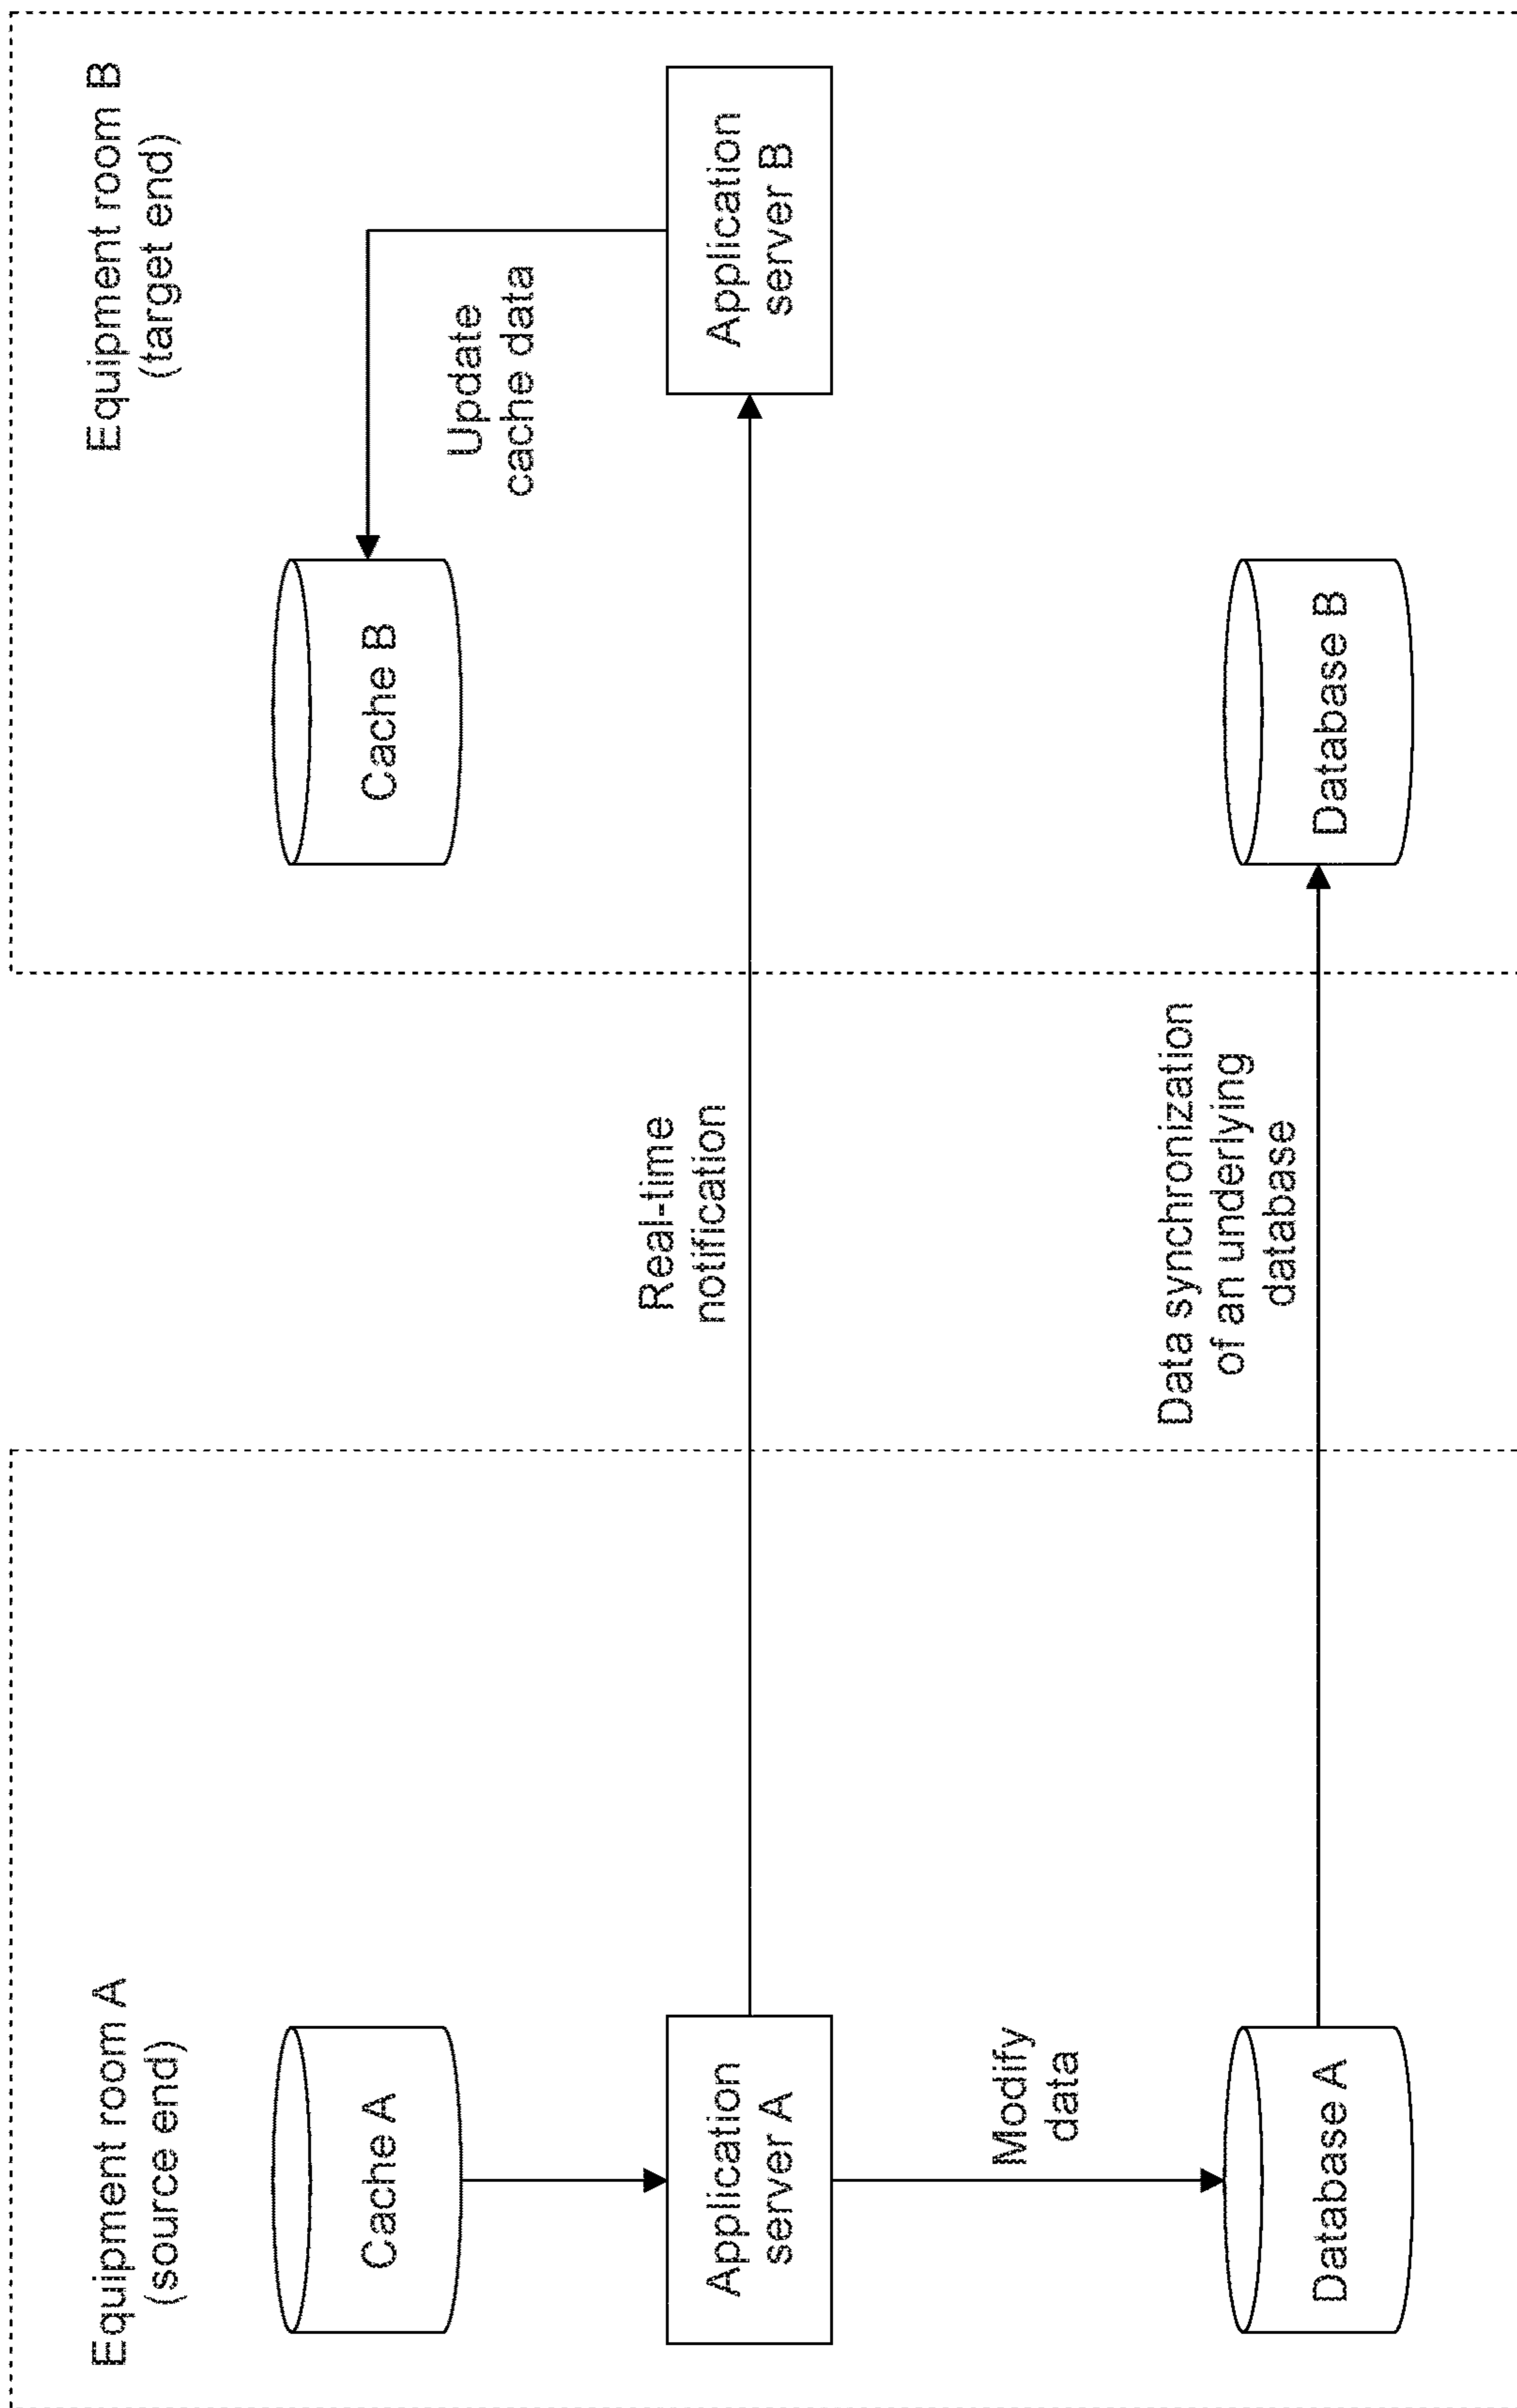 Equipment room A
(source end)
Cache A
Application
server A
Modify
data
Database A
Real-time
notification
Data synchronization
of an underlying
database
Equipment room B
(target end)
Cache B
Update
cache data
Application
server B
Database B